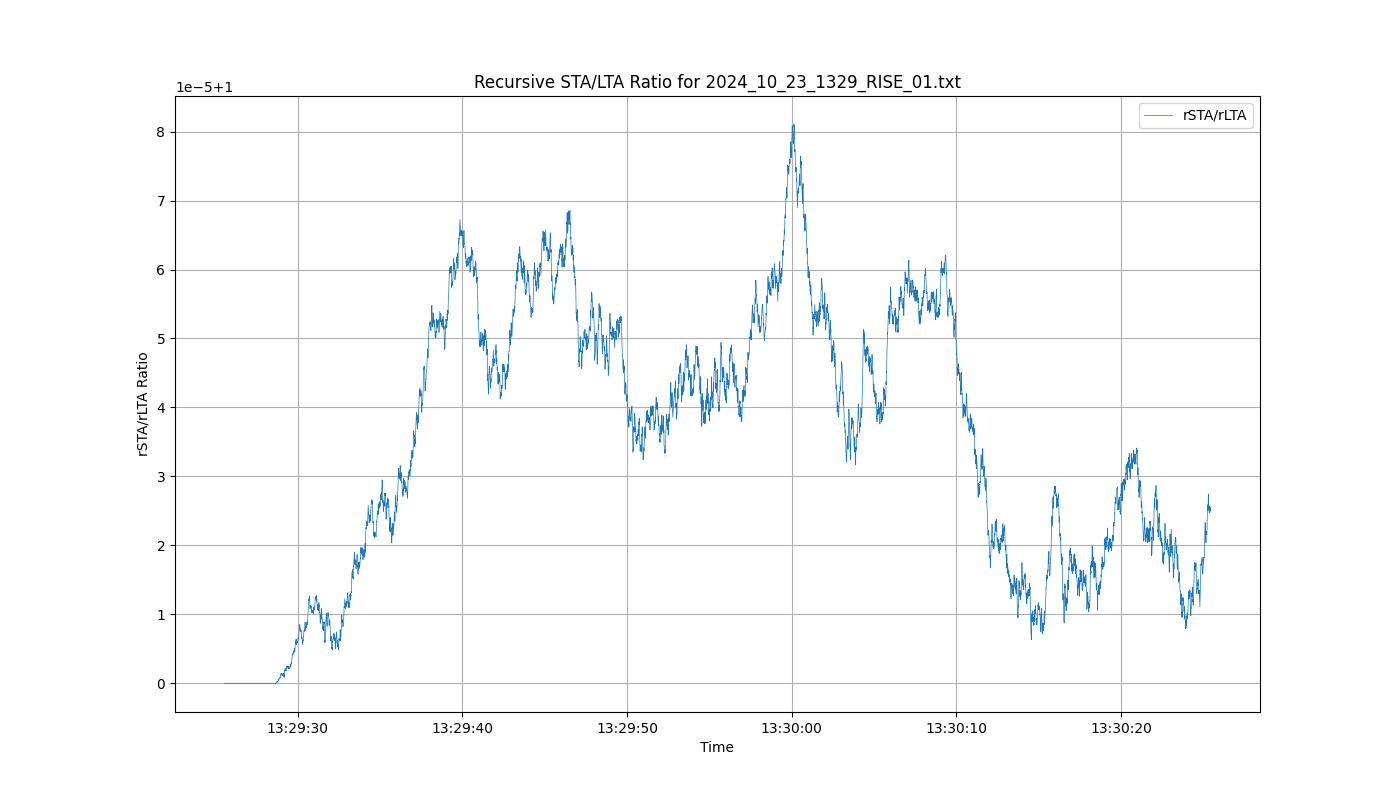 Recursive STA/LTA Ratio for 2024_10_23_1329_RISE_01.txt
1e−5+1
rSTA/rLTA
8
7
6
5
4
3
2
1
0
rSTA/rLTA Ratio
13:29:30 13:29:40 13:29:50 13:30:00 13:30:10 13:30:20
Time